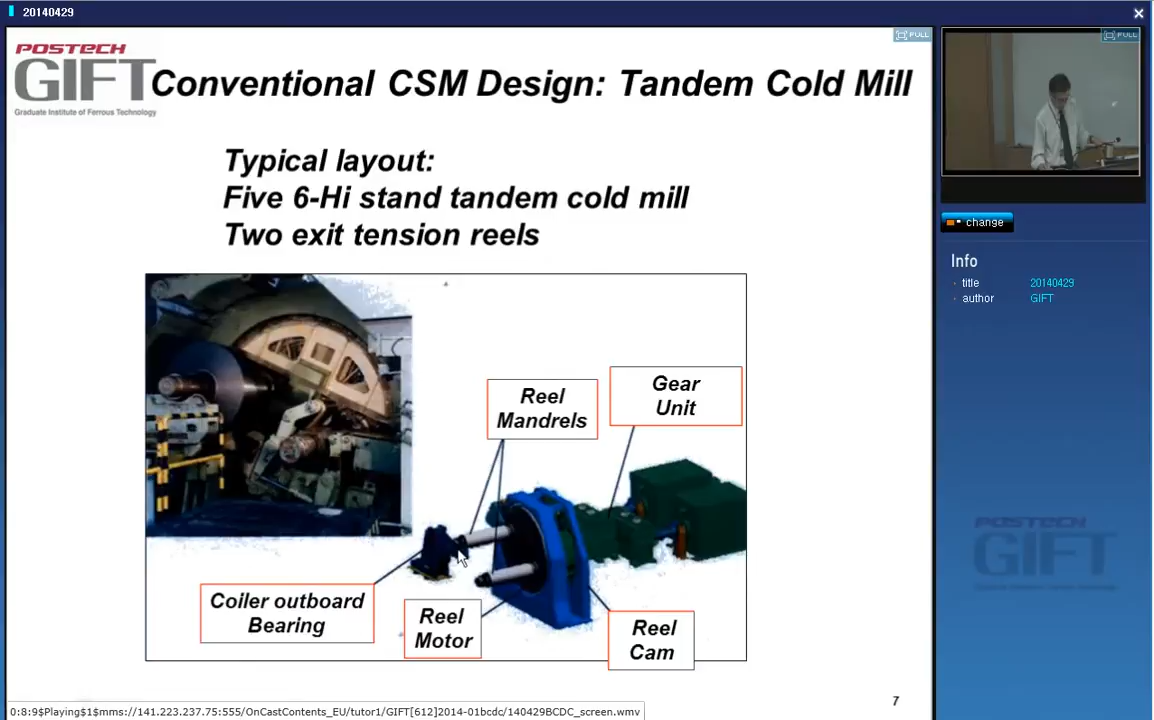 20140429
FULL
FULL
POSTECH
GIFT
Graduate Institute of Ferrous Technology
Conventional CSM Design: Tandem Cold Mill
Typical layout:
Five 6-Hi stand tandem cold mill
Two exit tension reels
Reel
Mandrels
Gear
Unit
Coiler outboard
Bearing
Reel
Motor
Reel
Cam
7
change
Info
title 20140429
author GIFT
POSTECH
GIFT
0:8:9$Playing$1$mms://141.223.237.75:555/OnCastContents_EU/tutor1/GIFT[612]2014-01bcdc/140429BCDC_screen.wmv